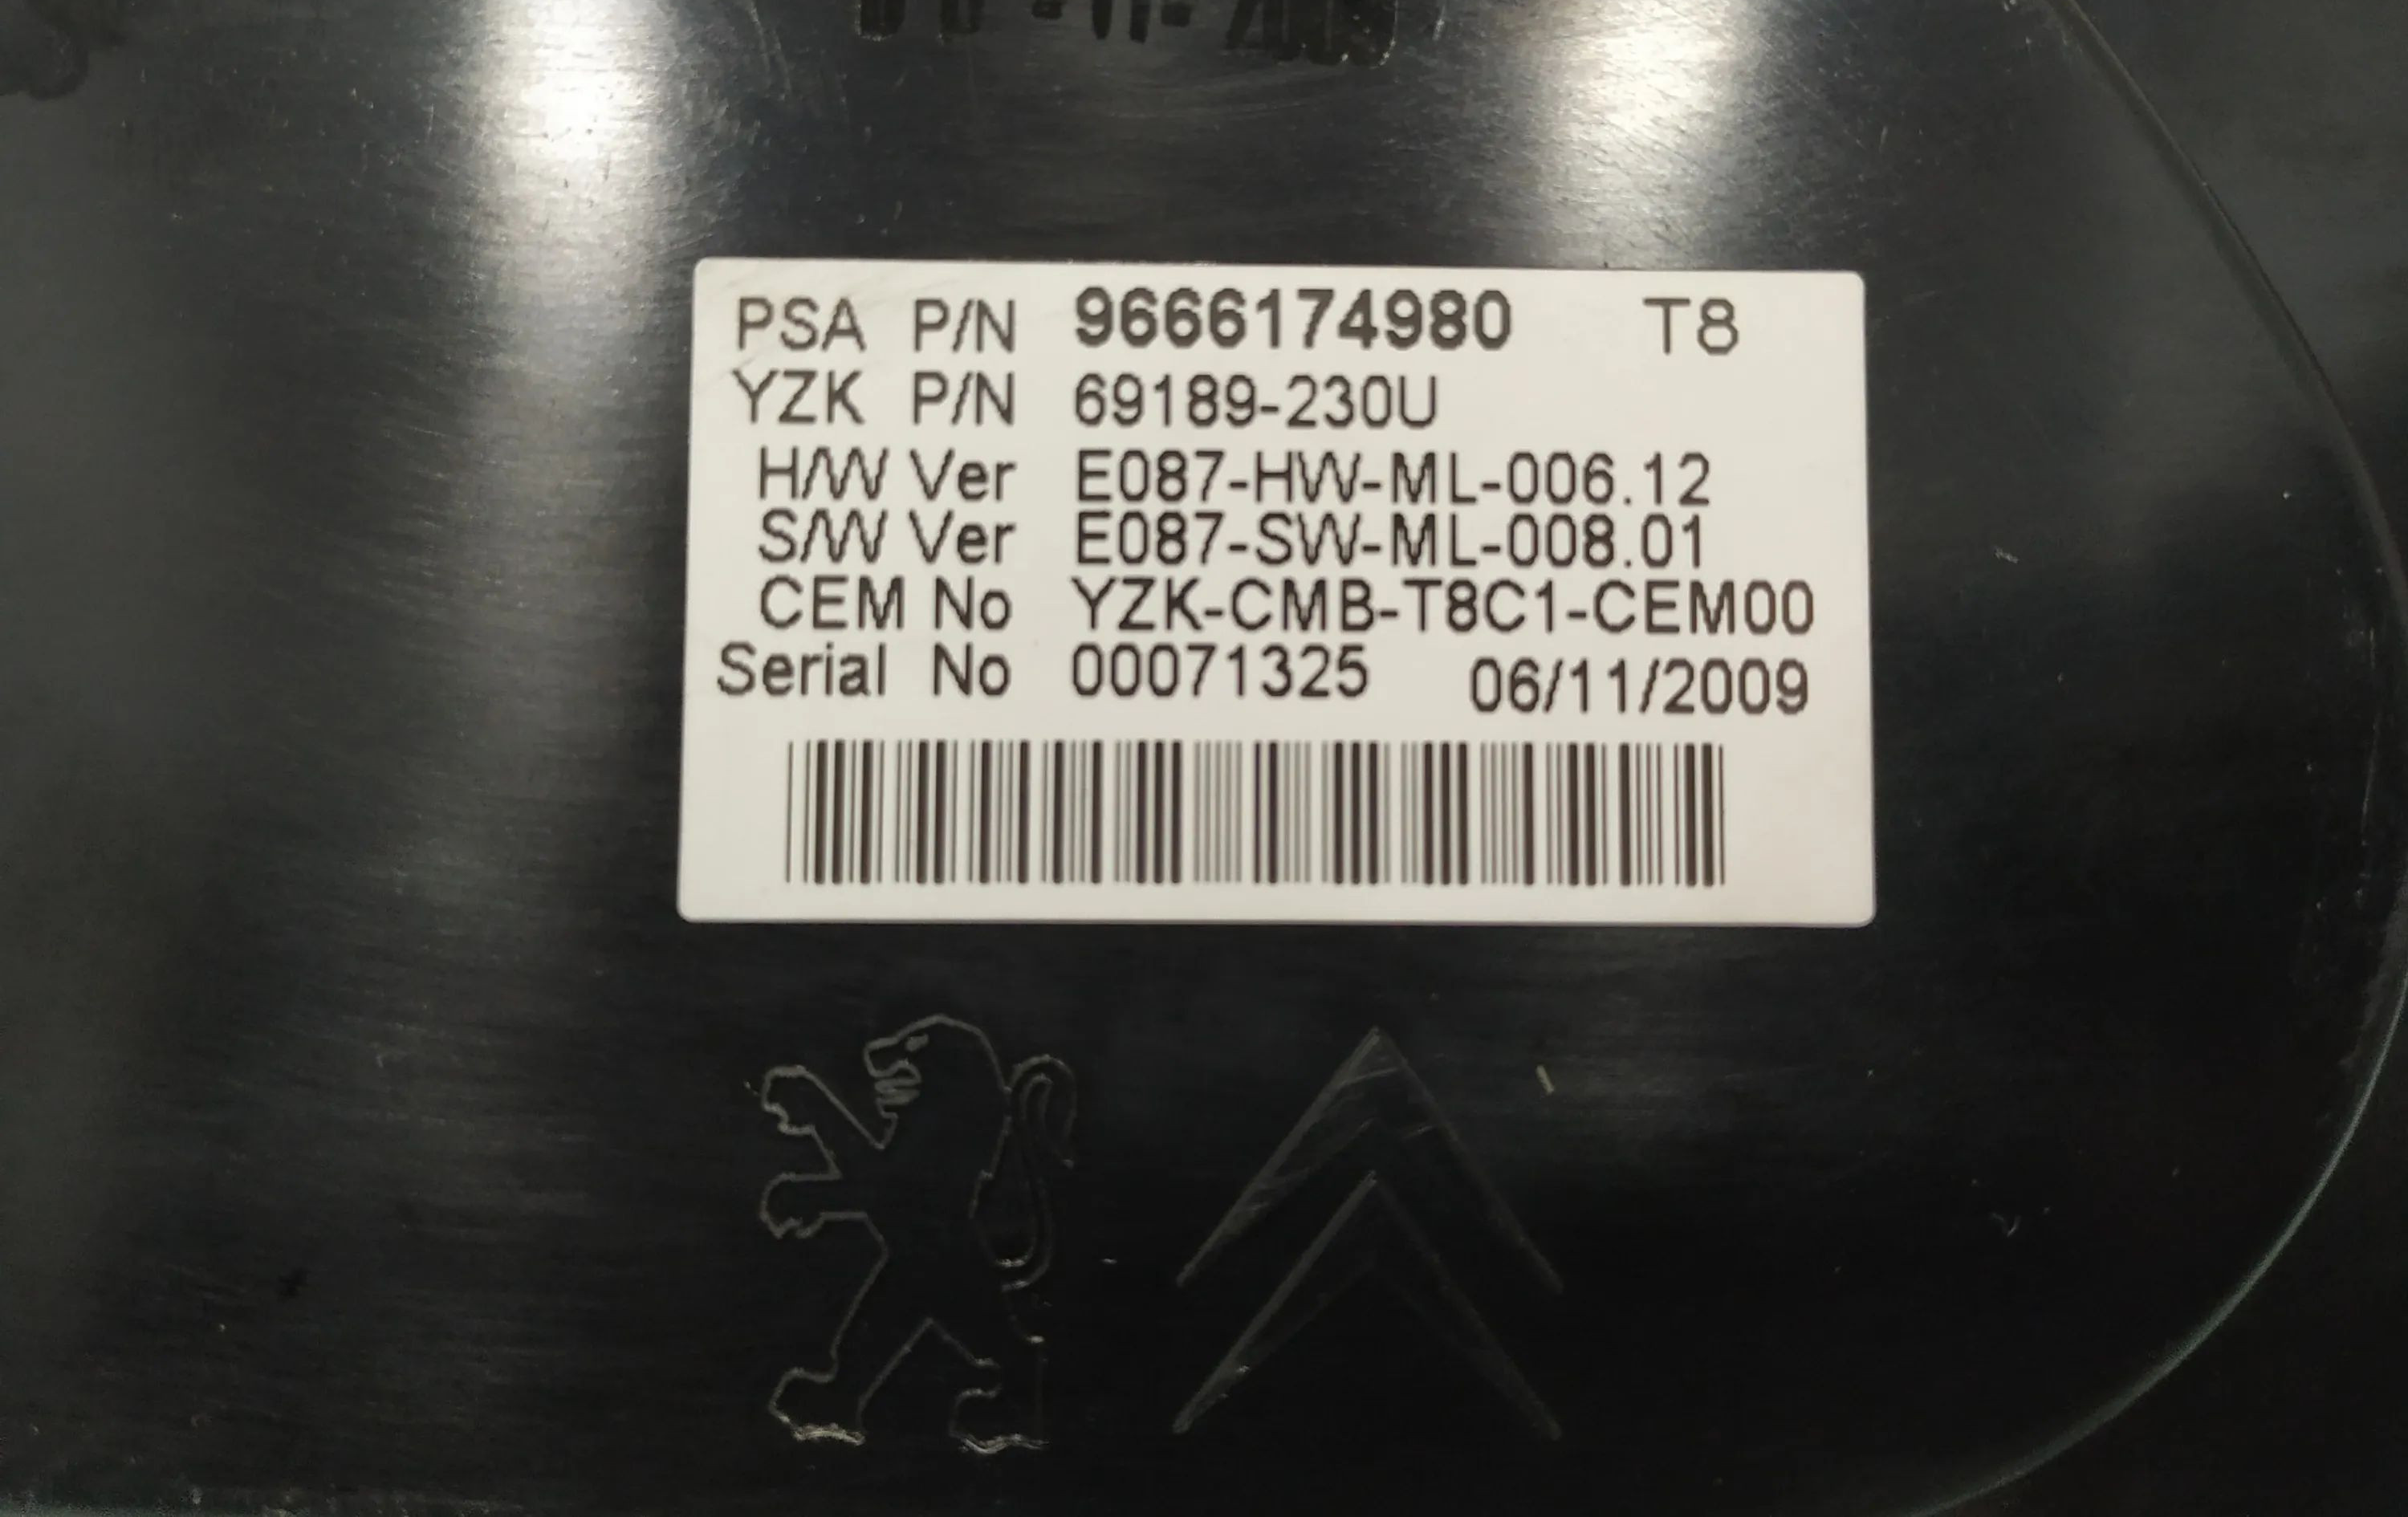 PSA P/N 9666174980 T8
YZK P/N 69189-230U
H/W Ver E087-HW-ML-006.12
S/W Ver E087-SW-ML-008.01
CEM No YZK-CMB-T8C1-CEM00
Serial No 00071325 06/11/2009